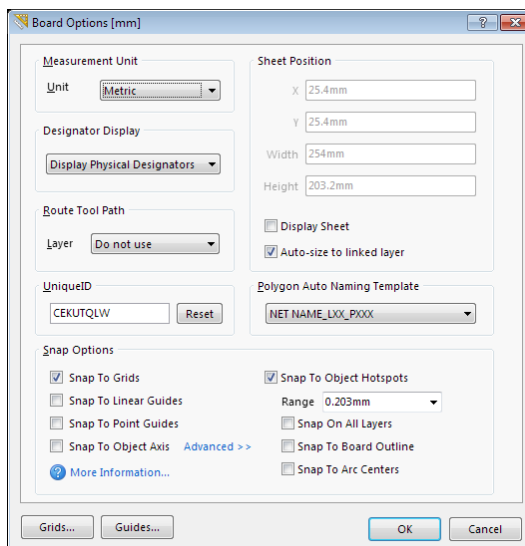 Board Options [mm]
Measurement Unit
Unit Metric
Designator Display
Display Physical Designators
Route Tool Path
Layer Do not use
UniqueID
CEKUTQLW Reset
Sheet Position
X 25.4mm
Y 25.4mm
Width 254mm
Height 203.2mm
Display Sheet
Auto-size to linked layer
Polygon Auto Naming Template
NET NAME_LXX_PXXX
Snap Options
Snap To Grids
Snap To Linear Guides
Snap To Point Guides
Snap To Object Axis Advanced >>
? More Information...
Snap To Object Hotspots
Range 0.203mm
Snap On All Layers
Snap To Board Outline
Snap To Arc Centers
Grids... Guides... OK Cancel